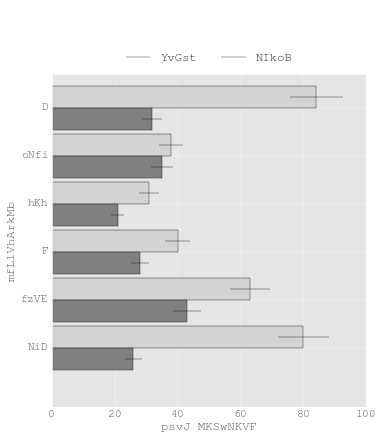 YvGst NIkoB
D
oNfi
hKh
F
fzVE
NiD
mfLlVhArkMb
0 20 40 60 80 100
psvJ MKSwNKVF